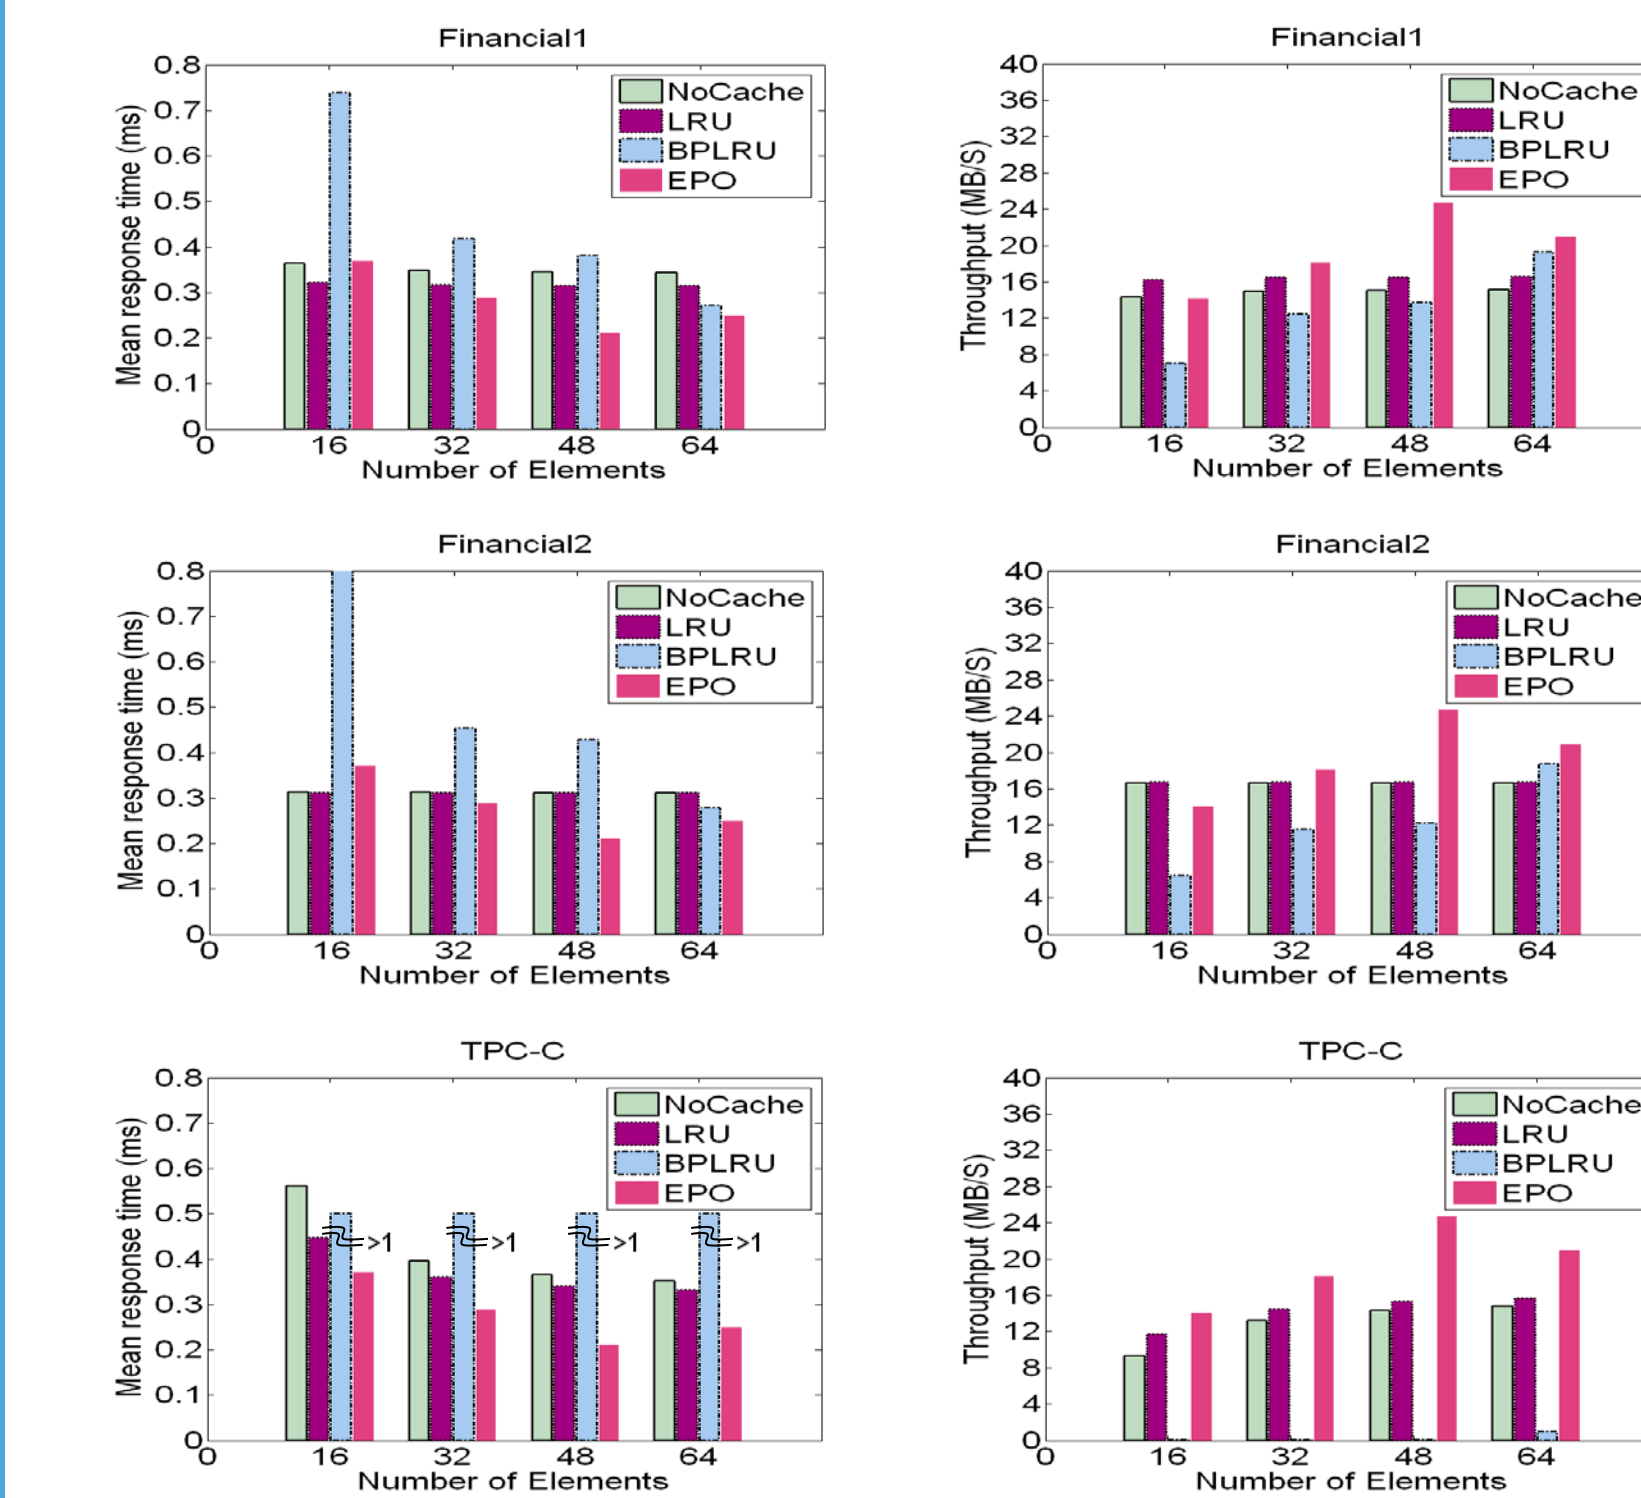 Financial1
0.8
0.7
0.6
0.5
0.4
0.3
0.2
0.1
0
Mean response time (ms)
NoCache
LRU
BPLRU
EPO
0 16 32 48 64
Number of Elements
Financial1
40
36
32
28
24
20
16
12
8
4
0
Throughput (MB/S)
NoCache
LRU
BPLRU
EPO
0 16 32 48 64
Number of Elements
Financial2
0.8
0.7
0.6
0.5
0.4
0.3
0.2
0.1
0
Mean response time (ms)
NoCache
LRU
BPLRU
EPO
0 16 32 48 64
Number of Elements
Financial2
40
36
32
28
24
20
16
12
8
4
0
Throughput (MB/S)
NoCache
LRU
BPLRU
EPO
0 16 32 48 64
Number of Elements
TPC-C
0.8
0.7
0.6
0.5
0.4
0.3
0.2
0.1
0
Mean response time (ms)
NoCache
LRU
BPLRU
EPO
>1 >1 >1 >1
0 16 32 48 64
Number of Elements
TPC-C
40
36
32
28
24
20
16
12
8
4
0
Throughput (MB/S)
NoCache
LRU
BPLRU
EPO
0 16 32 48 64
Number of Elements